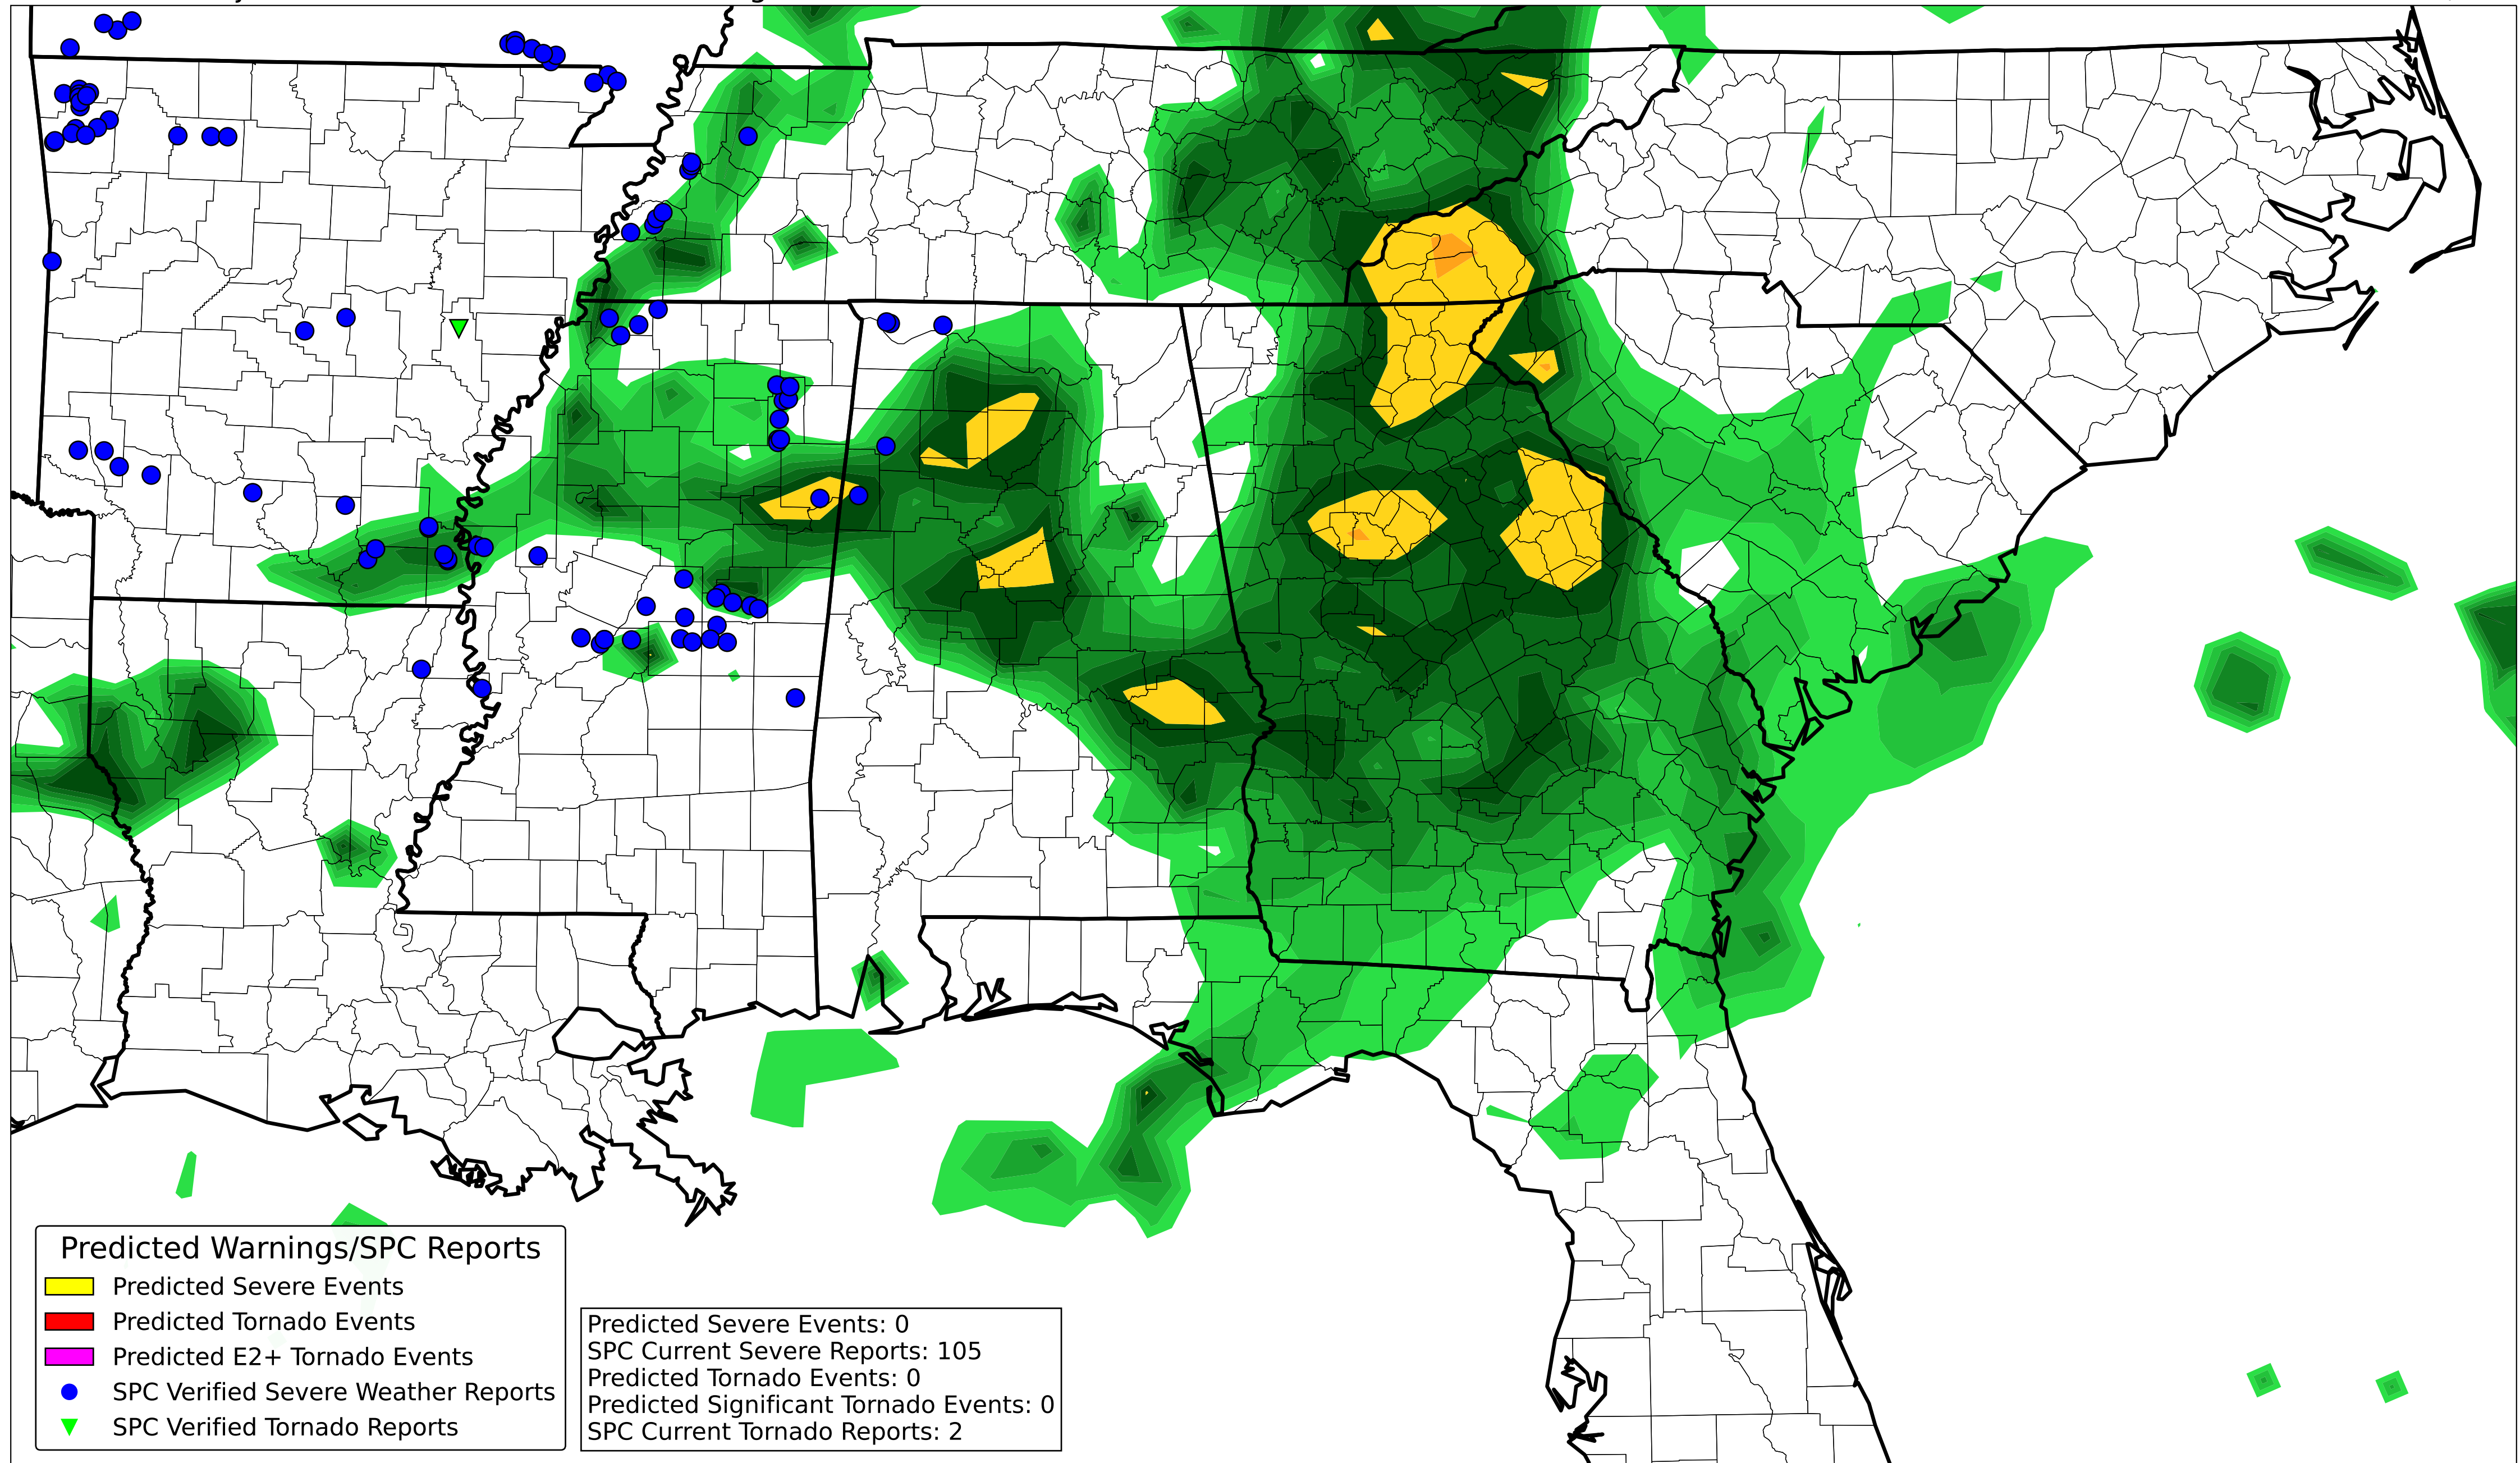 Predicted Warnings/SPC Reports
Predicted Severe Events
Predicted Tornado Events
Predicted E2+ Tornado Events
SPC Verified Severe Weather Reports
SPC Verified Tornado Reports
Predicted Severe Events: 0
SPC Current Severe Reports: 105
Predicted Tornado Events: 0
Predicted Significant Tornado Events: 0
SPC Current Tornado Reports: 2